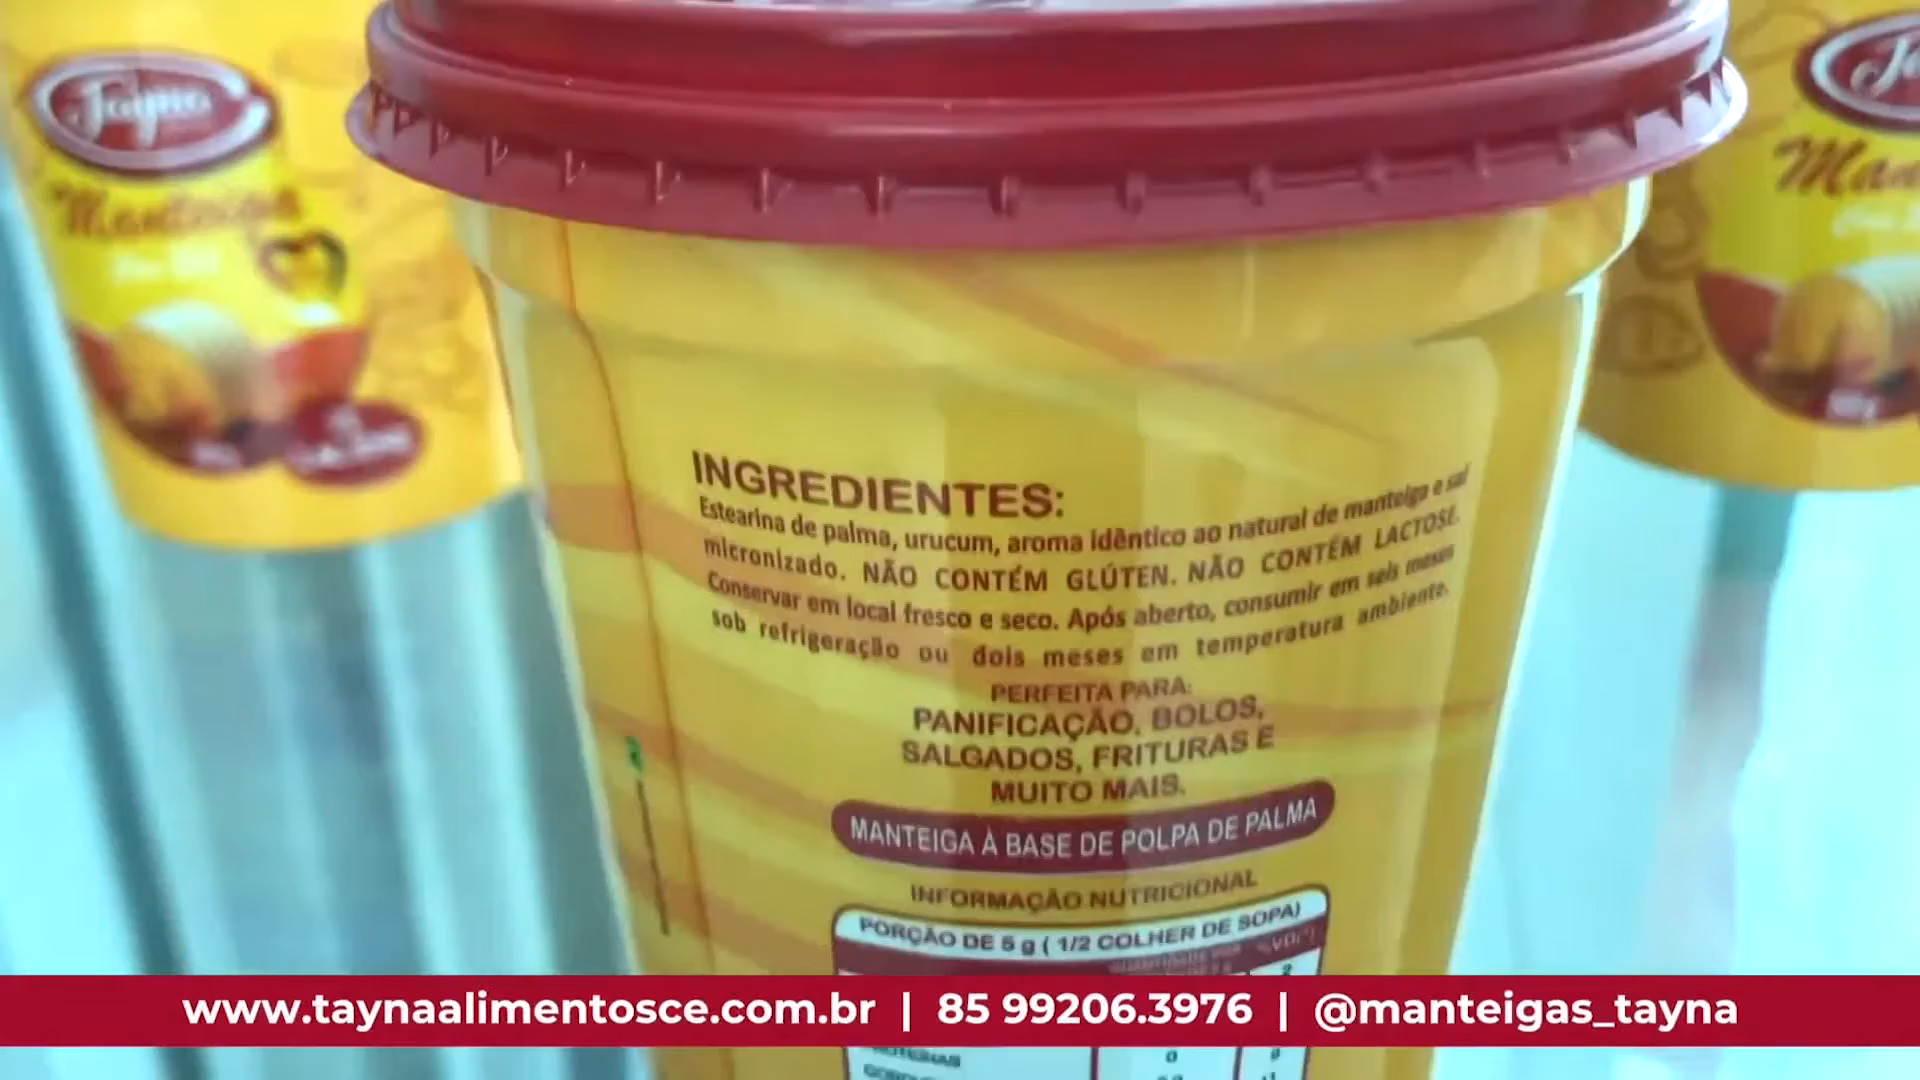 Tayna
Manteiga
Man
INGREDIENTES:
Estearina de palma, urucum, aroma idêntico ao natural de manteiga e sal
micronizado. NÃO CONTÉM GLÚTEN. NÃO CONTÉM LACTOSE.
Conservar em local fresco e seco. Após aberto, consumir em seis meses
sob refrigeração ou dois meses em temperatura ambiente.
PERFEITA PARA:
PANIFICAÇÃO, BOLOS,
SALGADOS, FRITURAS E
MUITO MAIS.
MANTEIGA À BASE DE POLPA DE PALMA
INFORMAÇÃO NUTRICIONAL
PORÇÃO DE 5 g ( 1/2 COLHER DE SOPA)
www.taynaalimentosce.com.br | 85 99206.3976 | @manteigas_tayna